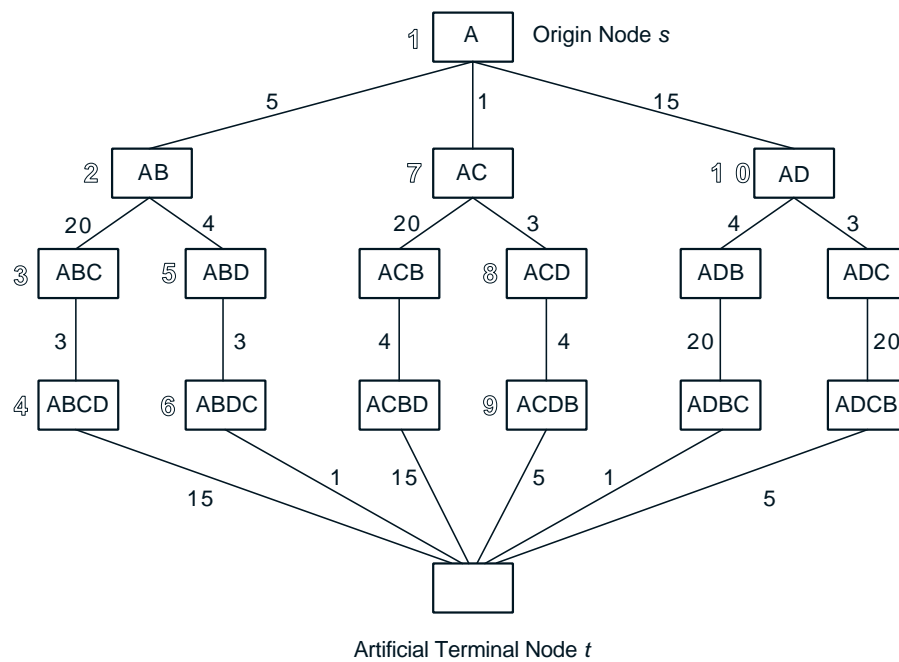 1 A Origin Node s
5 1 15
2 AB 7 AC 1 0 AD
20 4 20 3 4 3
3 ABC 5 ABD ACB 8 ACD ADB ADC
3 3 4 4 20 20
4 ABCD 6 ABDC ACBD 9 ACDB ADBC ADCB
15 1 15 5 1 5
Artificial Terminal Node t